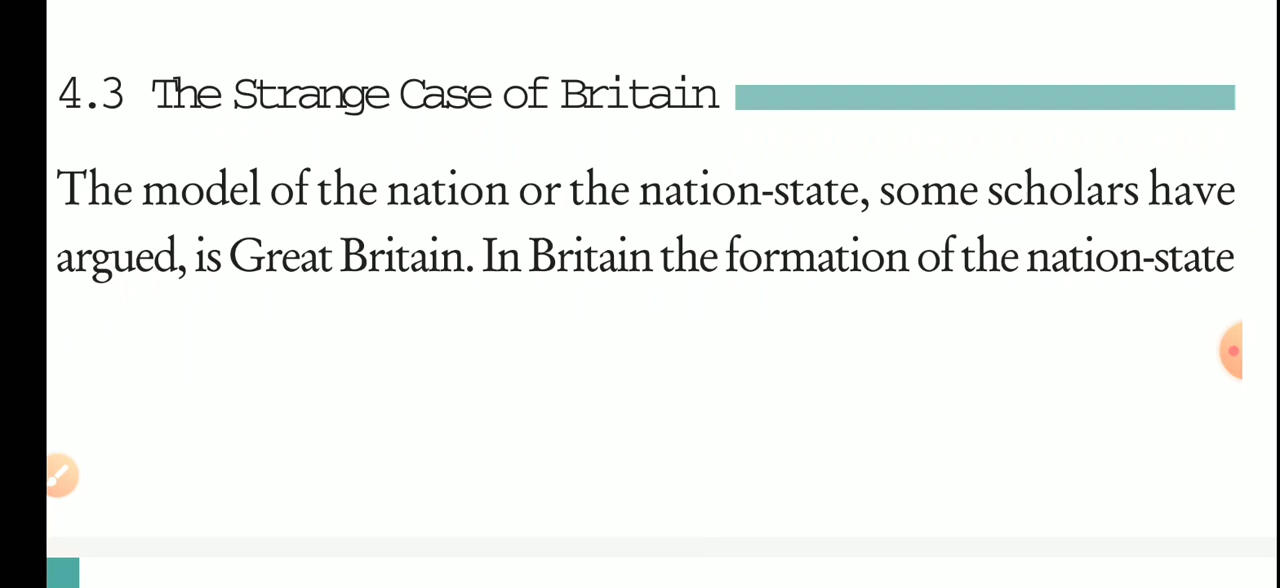 4.3 The Strange Case of Britain
The model of the nation or the nation-state, some scholars have
argued, is Great Britain. In Britain the formation of the nation-state